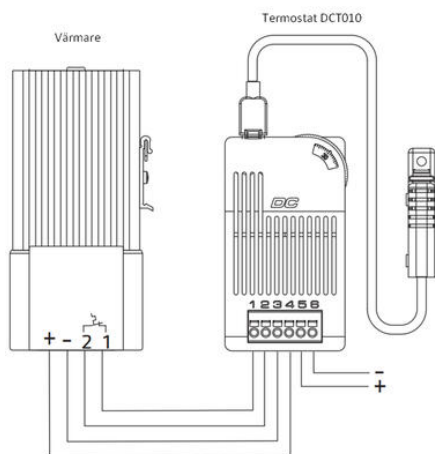 Termostat DCT010
Värmare
DC
1 2 3 4 5 6
+ - 2 1
-
+